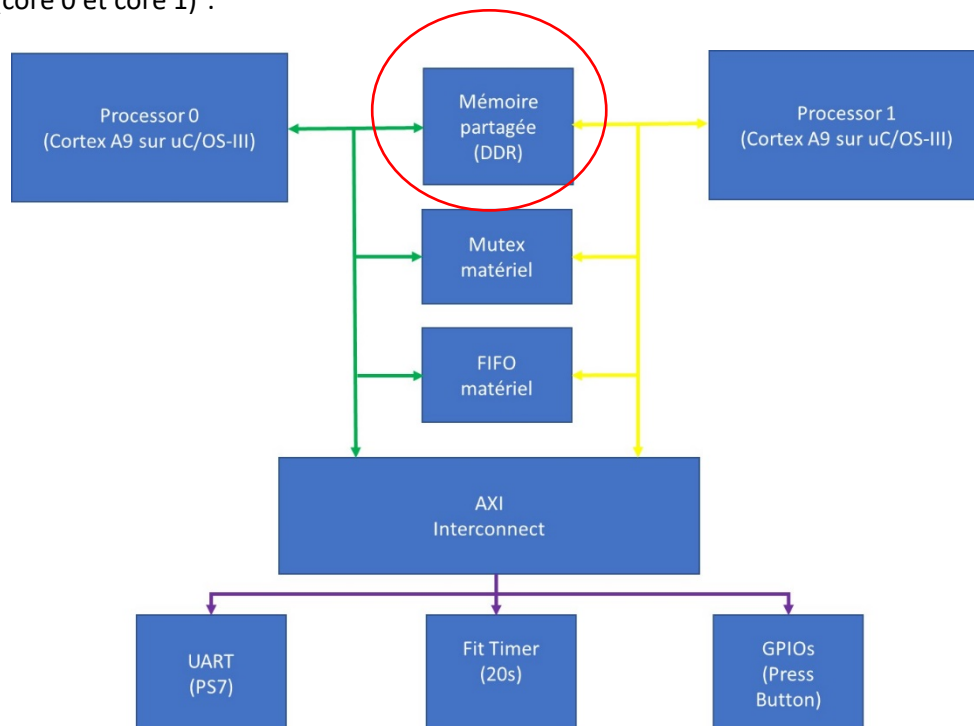 (core 0 et core 1) :
Processor 0
(Cortex A9 sur uC/OS-III)
Mémoire
partagée
(DDR)
Processor 1
(Cortex A9 sur uC/OS-III)
Mutex
matériel
FIFO
matériel
AXI
Interconnect
UART
(PS7)
Fit Timer
(20s)
GPIOs
(Press
Button)